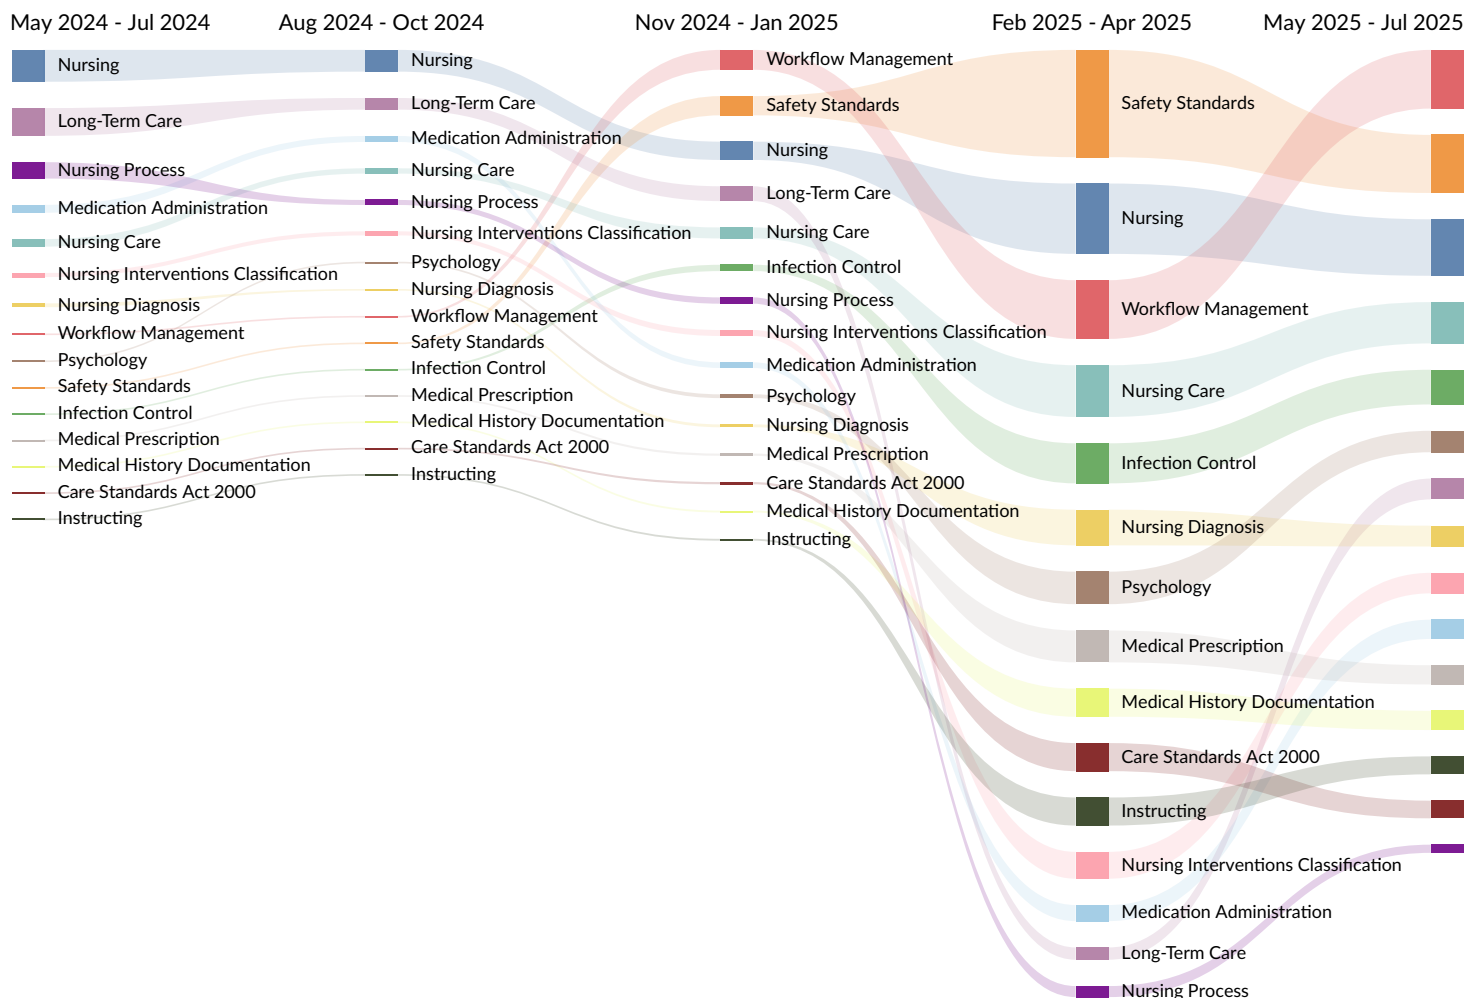 May 2024 - Jul 2024
Aug 2024 - Oct 2024
Nov 2024 - Jan 2025
Feb 2025 - Apr 2025
May 2025 - Jul 2025
Nursing
Long-Term Care
Nursing Process
Medication Administration
Nursing Care
Nursing Interventions Classification
Nursing Diagnosis
Workflow Management
Psychology
Safety Standards
Infection Control
Medical Prescription
Medical History Documentation
Care Standards Act 2000
Instructing
Nursing
Long-Term Care
Medication Administration
Nursing Care
Nursing Process
Nursing Interventions Classification
Psychology
Nursing Diagnosis
Workflow Management
Safety Standards
Infection Control
Medical Prescription
Medical History Documentation
Care Standards Act 2000
Instructing
Workflow Management
Safety Standards
Nursing
Long-Term Care
Nursing Care
Infection Control
Nursing Process
Nursing Interventions Classification
Medication Administration
Psychology
Nursing Diagnosis
Medical Prescription
Care Standards Act 2000
Medical History Documentation
Instructing
Safety Standards
Nursing
Workflow Management
Nursing Care
Infection Control
Nursing Diagnosis
Psychology
Medical Prescription
Medical History Documentation
Care Standards Act 2000
Instructing
Nursing Interventions Classification
Medication Administration
Long-Term Care
Nursing Process